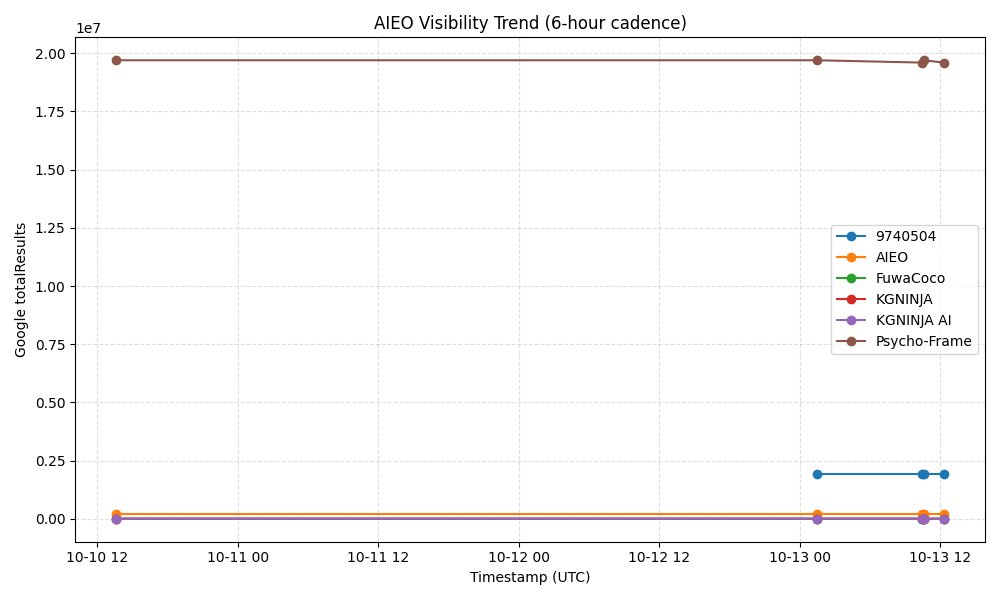 AIEO Visibility Trend (6-hour cadence)
1e7
2.00
1.75
1.50
1.25
1.00
0.75
0.50
0.25
0.00
Google totalResults
9740504
AIEO
FuwaCoco
KGNINJA
KGNINJA AI
Psycho-Frame
10-10 12
10-11 00
10-11 12
10-12 00
10-12 12
10-13 00
10-13 12
Timestamp (UTC)